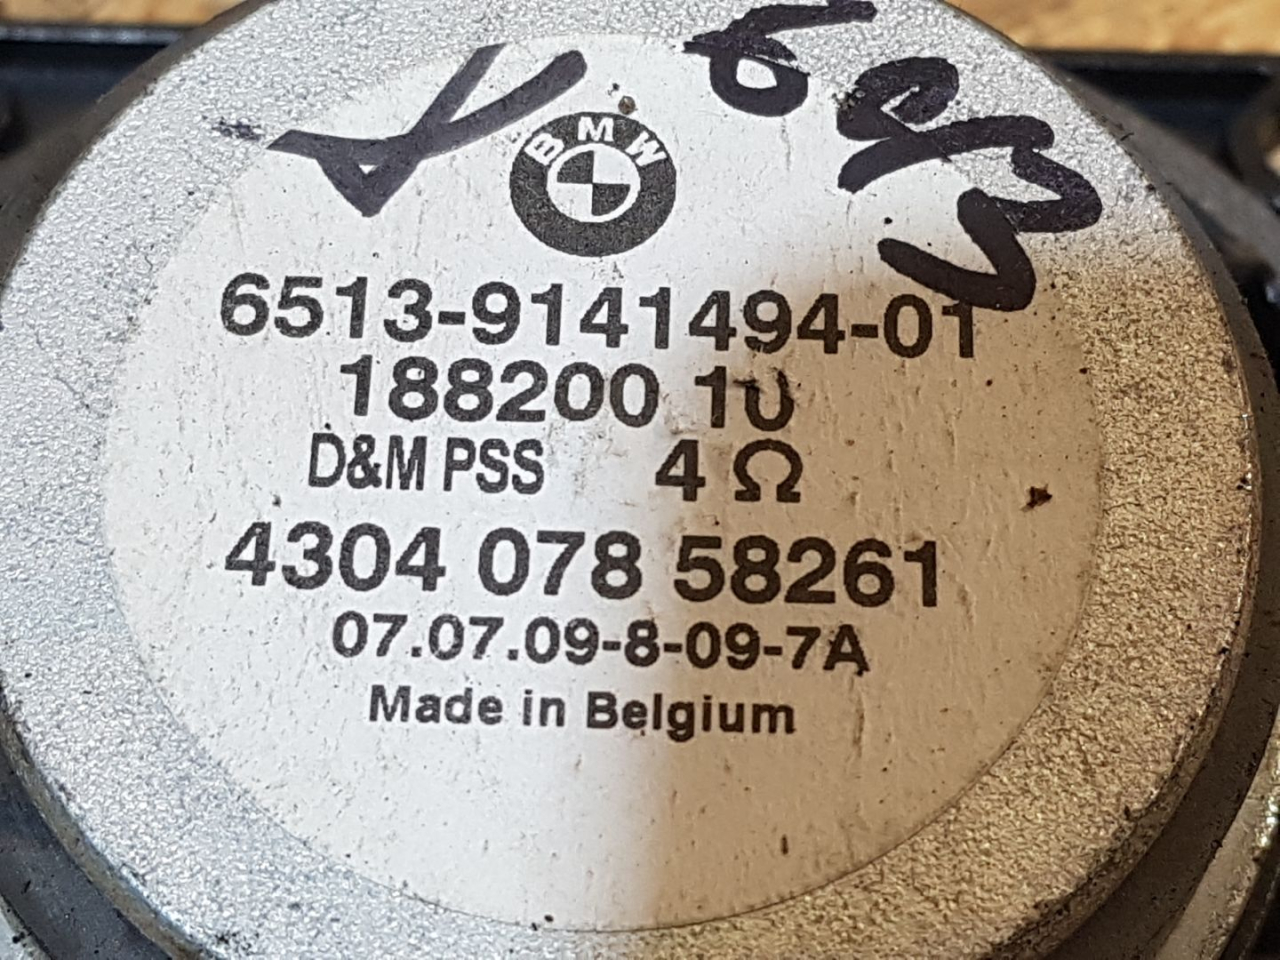 BMW
6513-9141494-01
188200 10
D&M PSS 4 Ω
4304 078 58261
07.07.09-8-09-7A
Made in Belgium